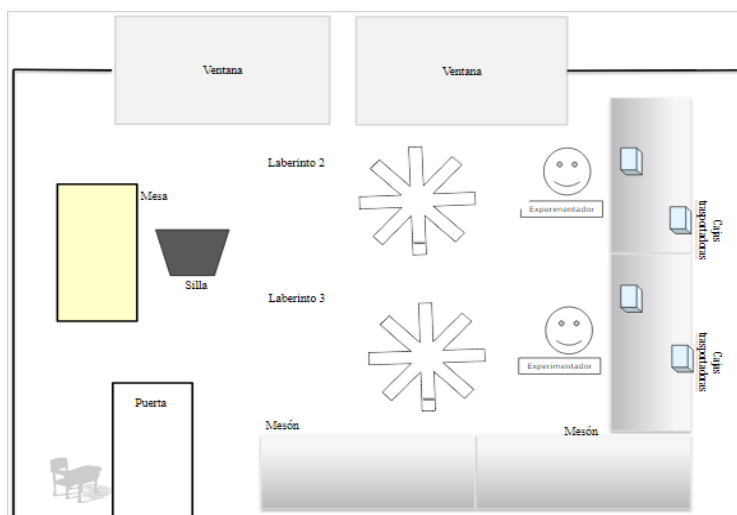 Ventana
Ventana
Laberinto 2
Mesa
Experimentador
Cajas
trasportadoras
Silla
Laberinto 3
Experimentador
Cajas
trasportadoras
Puerta
Mesón
Mesón